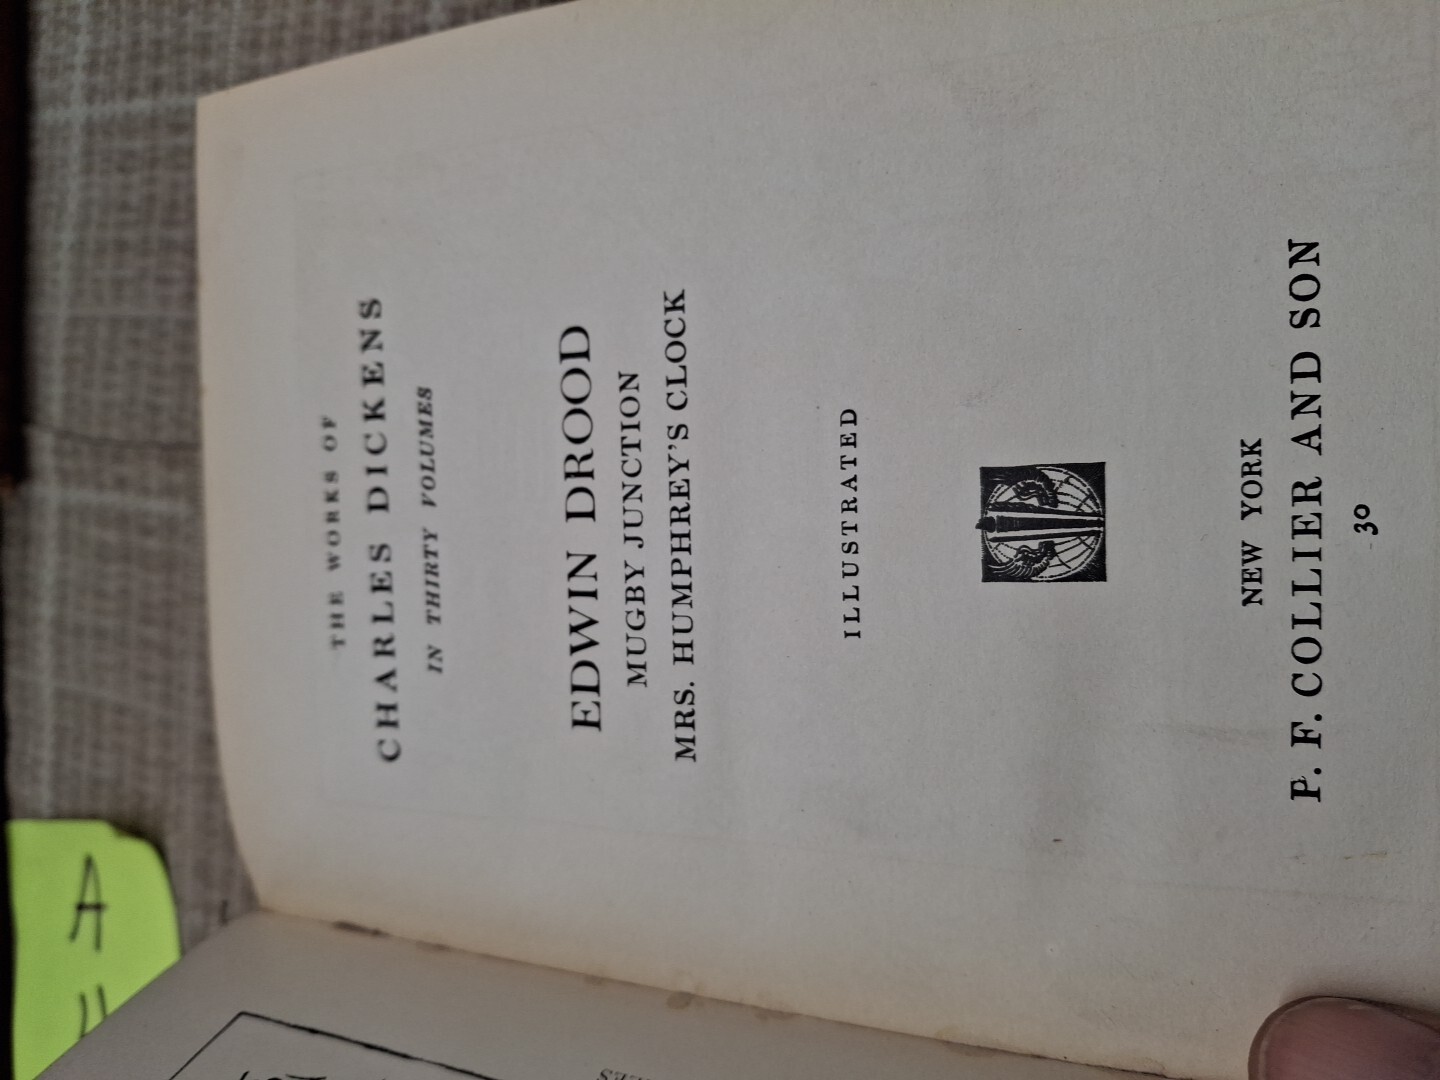 THE WORKS OF
CHARLES DICKENS
IN THIRTY VOLUMES
EDWIN DROOD
MUGBY JUNCTION
MRS. HUMPHREY'S CLOCK
ILLUSTRATED
NEW YORK
P. F. COLLIER AND SON
30
A